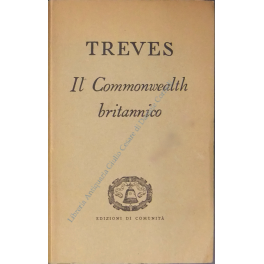 TREVES
Il Commonwealth
britannico
EDIZIONI DI COMUNITÀ